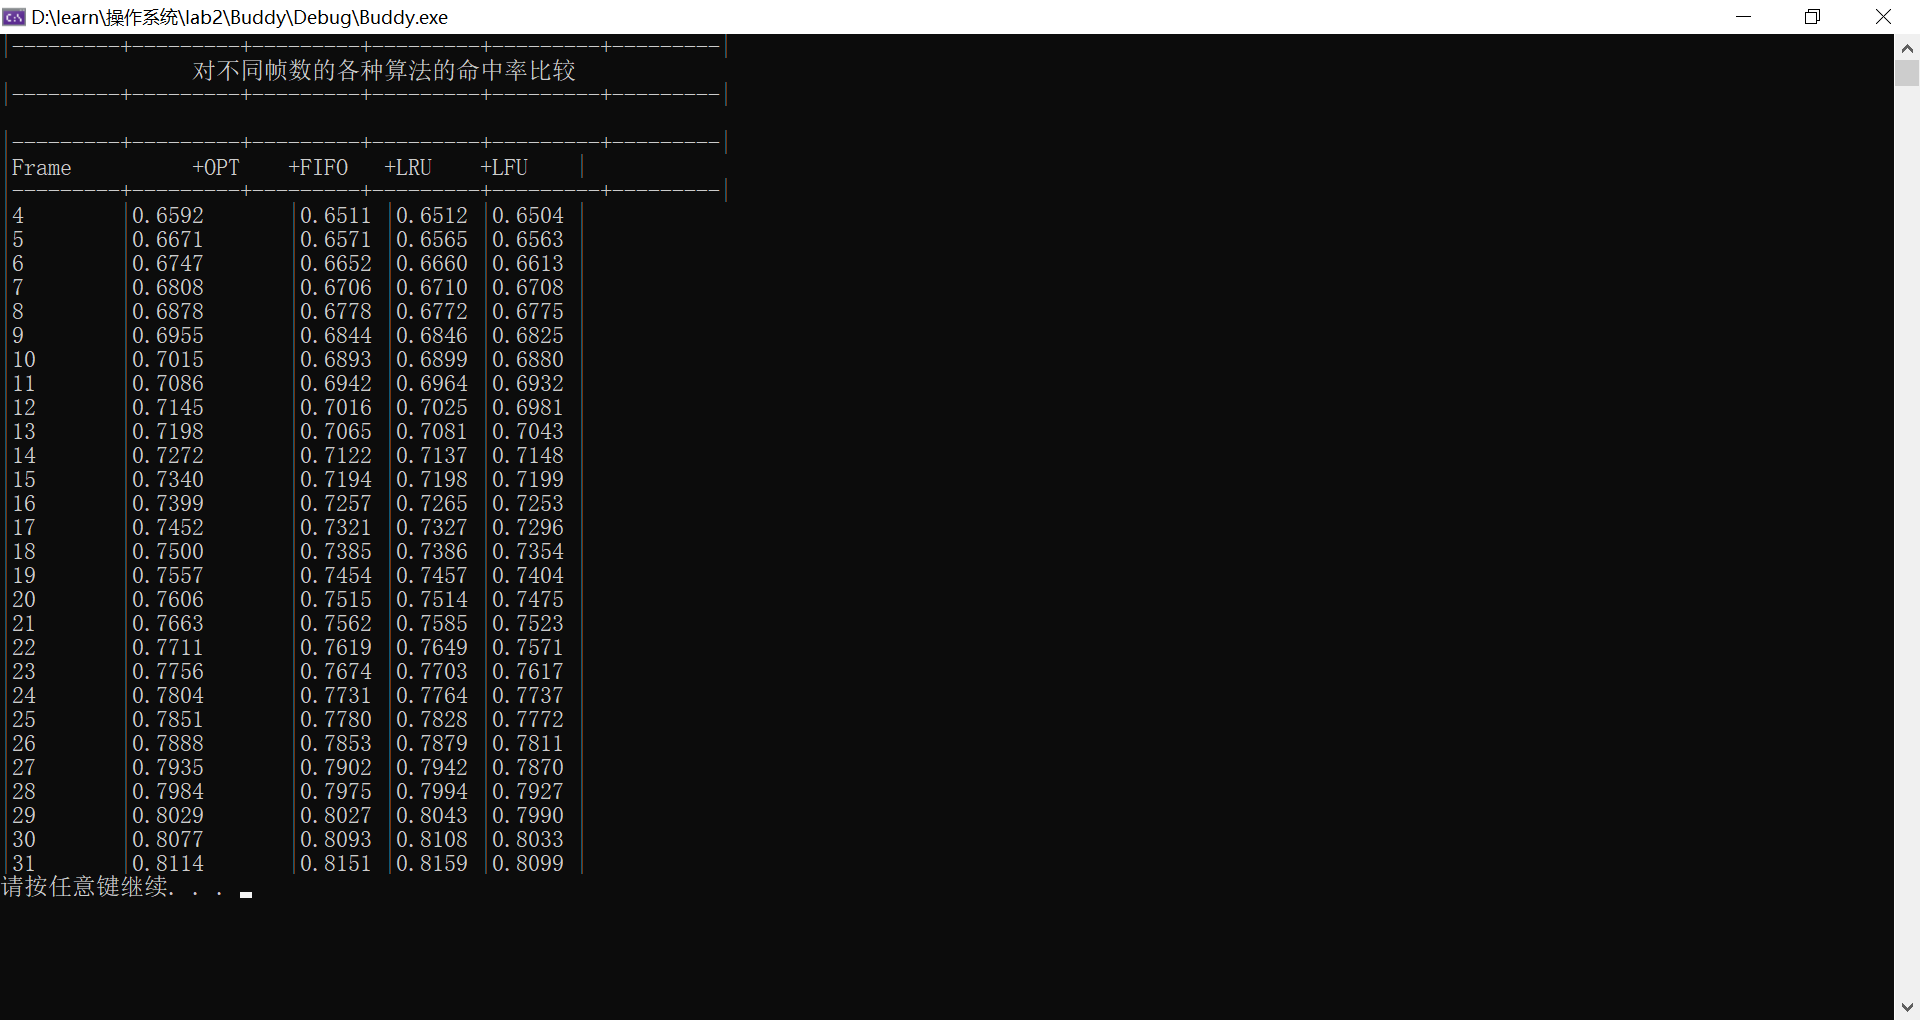 D:\learn\操作系统\lab2\Buddy\Debug\Buddy.exe
|---------+---------+---------+---------+---------+---------|
对不同帧数的各种算法的命中率比较
|---------+---------+---------+---------+---------+---------|
|---------+---------+---------+---------+---------+---------|
|Frame +OPT +FIFO +LRU +LFU |
|---------+---------+---------+---------+---------+---------|
|4 |0.6592 |0.6511 |0.6512 |0.6504 |
|5 |0.6671 |0.6571 |0.6565 |0.6563 |
|6 |0.6747 |0.6652 |0.6660 |0.6613 |
|7 |0.6808 |0.6706 |0.6710 |0.6708 |
|8 |0.6878 |0.6778 |0.6772 |0.6775 |
|9 |0.6955 |0.6844 |0.6846 |0.6825 |
|10 |0.7015 |0.6893 |0.6899 |0.6880 |
|11 |0.7086 |0.6942 |0.6964 |0.6932 |
|12 |0.7145 |0.7016 |0.7025 |0.6981 |
|13 |0.7198 |0.7065 |0.7081 |0.7043 |
|14 |0.7272 |0.7122 |0.7137 |0.7148 |
|15 |0.7340 |0.7194 |0.7198 |0.7199 |
|16 |0.7399 |0.7257 |0.7265 |0.7253 |
|17 |0.7452 |0.7321 |0.7327 |0.7296 |
|18 |0.7500 |0.7385 |0.7386 |0.7354 |
|19 |0.7557 |0.7454 |0.7457 |0.7404 |
|20 |0.7606 |0.7515 |0.7514 |0.7475 |
|21 |0.7663 |0.7562 |0.7585 |0.7523 |
|22 |0.7711 |0.7619 |0.7649 |0.7571 |
|23 |0.7756 |0.7674 |0.7703 |0.7617 |
|24 |0.7804 |0.7731 |0.7764 |0.7737 |
|25 |0.7851 |0.7780 |0.7828 |0.7772 |
|26 |0.7888 |0.7853 |0.7879 |0.7811 |
|27 |0.7935 |0.7902 |0.7942 |0.7870 |
|28 |0.7984 |0.7975 |0.7994 |0.7927 |
|29 |0.8029 |0.8027 |0.8043 |0.7990 |
|30 |0.8077 |0.8093 |0.8108 |0.8033 |
|31 |0.8114 |0.8151 |0.8159 |0.8099 |
请按任意键继续. . .